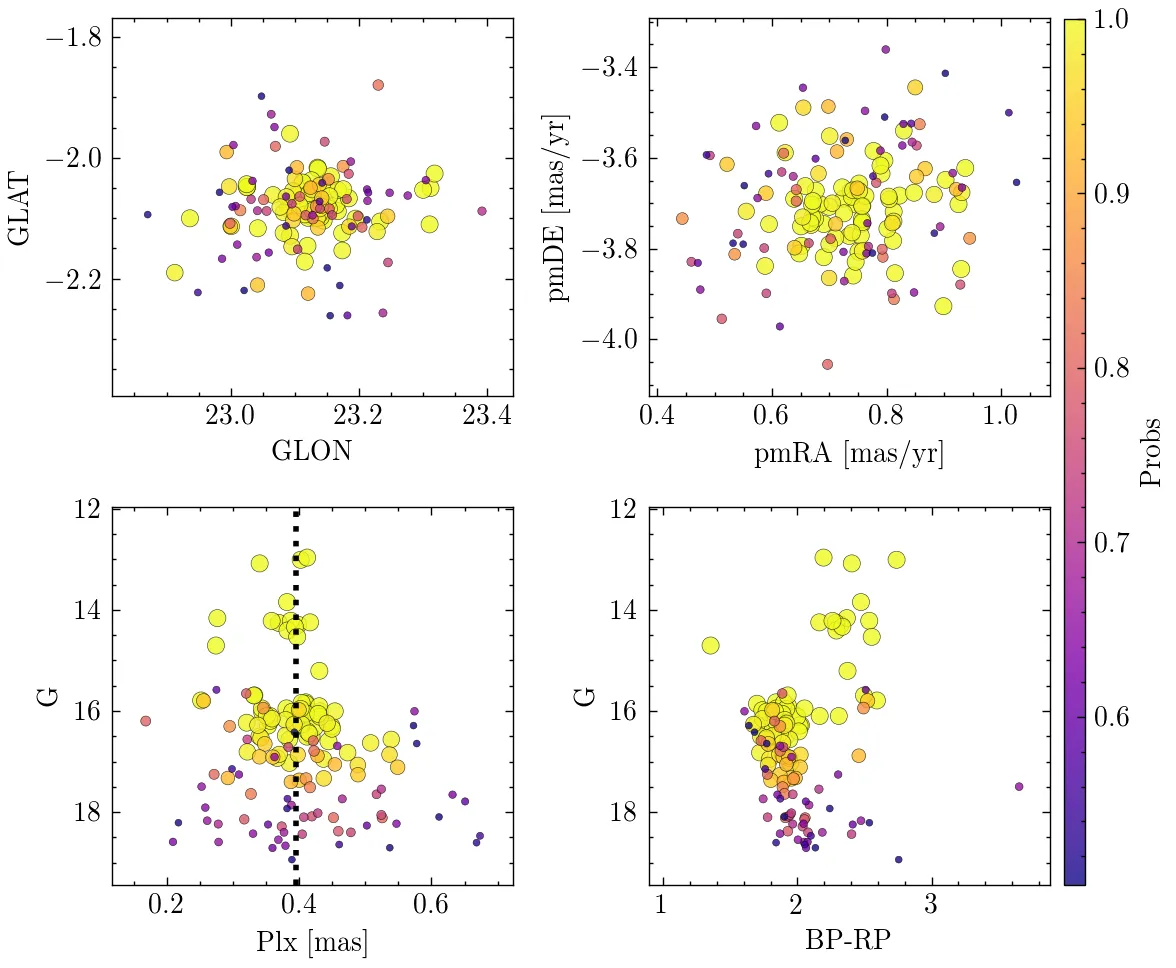 −1.8
−2.0
−2.2
GLAT
23.0 23.2 23.4
GLON
−3.4
−3.6
−3.8
−4.0
pmDE [mas/yr]
0.4 0.6 0.8 1.0
pmRA [mas/yr]
12
14
16
18
G
0.2 0.4 0.6
Plx [mas]
12
14
16
18
G
1 2 3
BP-RP
1.0
0.9
0.8
0.7
0.6
Probs